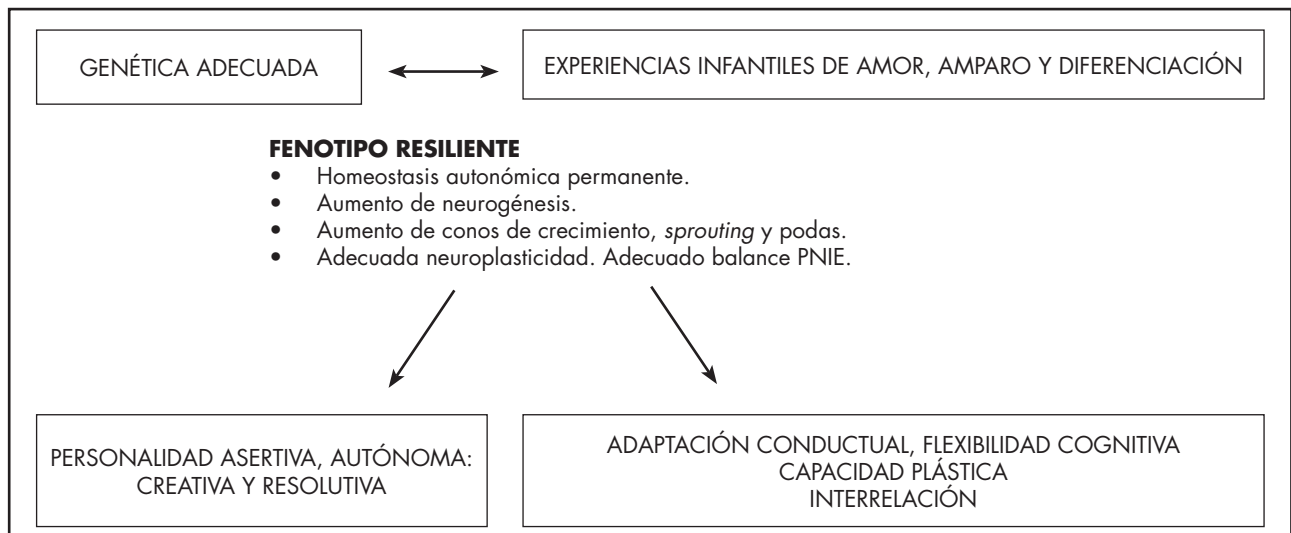 GENÉTICA ADECUADA
EXPERIENCIAS INFANTILES DE AMOR, AMPARO Y DIFERENCIACIÓN
FENOTIPO RESILIENTE
• Homeostasis autonómica permanente.
• Aumento de neurogénesis.
• Aumento de conos de crecimiento, sprouting y podas.
• Adecuada neuroplasticidad. Adecuado balance PNIE.
PERSONALIDAD ASERTIVA, AUTÓNOMA:
CREATIVA Y RESOLUTIVA
ADAPTACIÓN CONDUCTUAL, FLEXIBILIDAD COGNITIVA
CAPACIDAD PLÁSTICA
INTERRELACIÓN